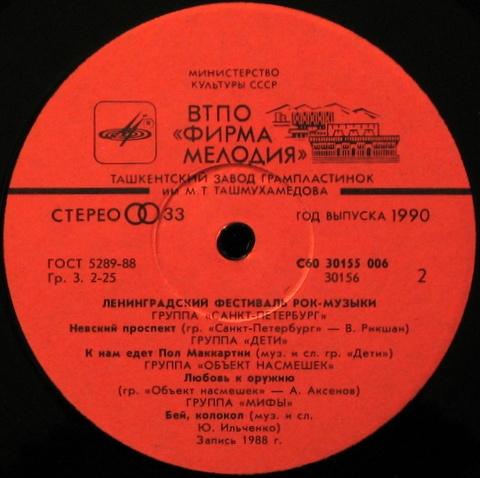 МИНИСТЕРСТВО
КУЛЬТУРЫ СССР
ВТПО
«ФИРМА
МЕЛОДИЯ»
ТАШКЕНТСКИЙ ЗАВОД ГРАМПЛАСТИНОК
им М.Т. ТАШМУХАМЕДОВА
СТЕРЕО 33
ГОД ВЫПУСКА 1990
ГОСТ 5289-88
Гр. 3. 2-25
С60 30155 006
30156
2
ЛЕНИНГРАДСКИЙ ФЕСТИВАЛЬ РОК-МУЗЫКИ
ГРУППА «САНКТ-ПЕТЕРБУРГ»
Невский проспект (гр. «Санкт-Петербург» — В. Рикшан)
ГРУППА «ДЕТИ»
К нам едет Пол Маккартни (муз. и сл. гр. «Дети»)
ГРУППА «ОБЪЕКТ НАСМЕШЕК»
Любовь к оружию
(гр. «Объект насмешек» — А. Аксенов)
ГРУППА «МИФЫ»
Бей, колокол (муз. и сл.
Ю. Ильченко)
Запись 1988 г.